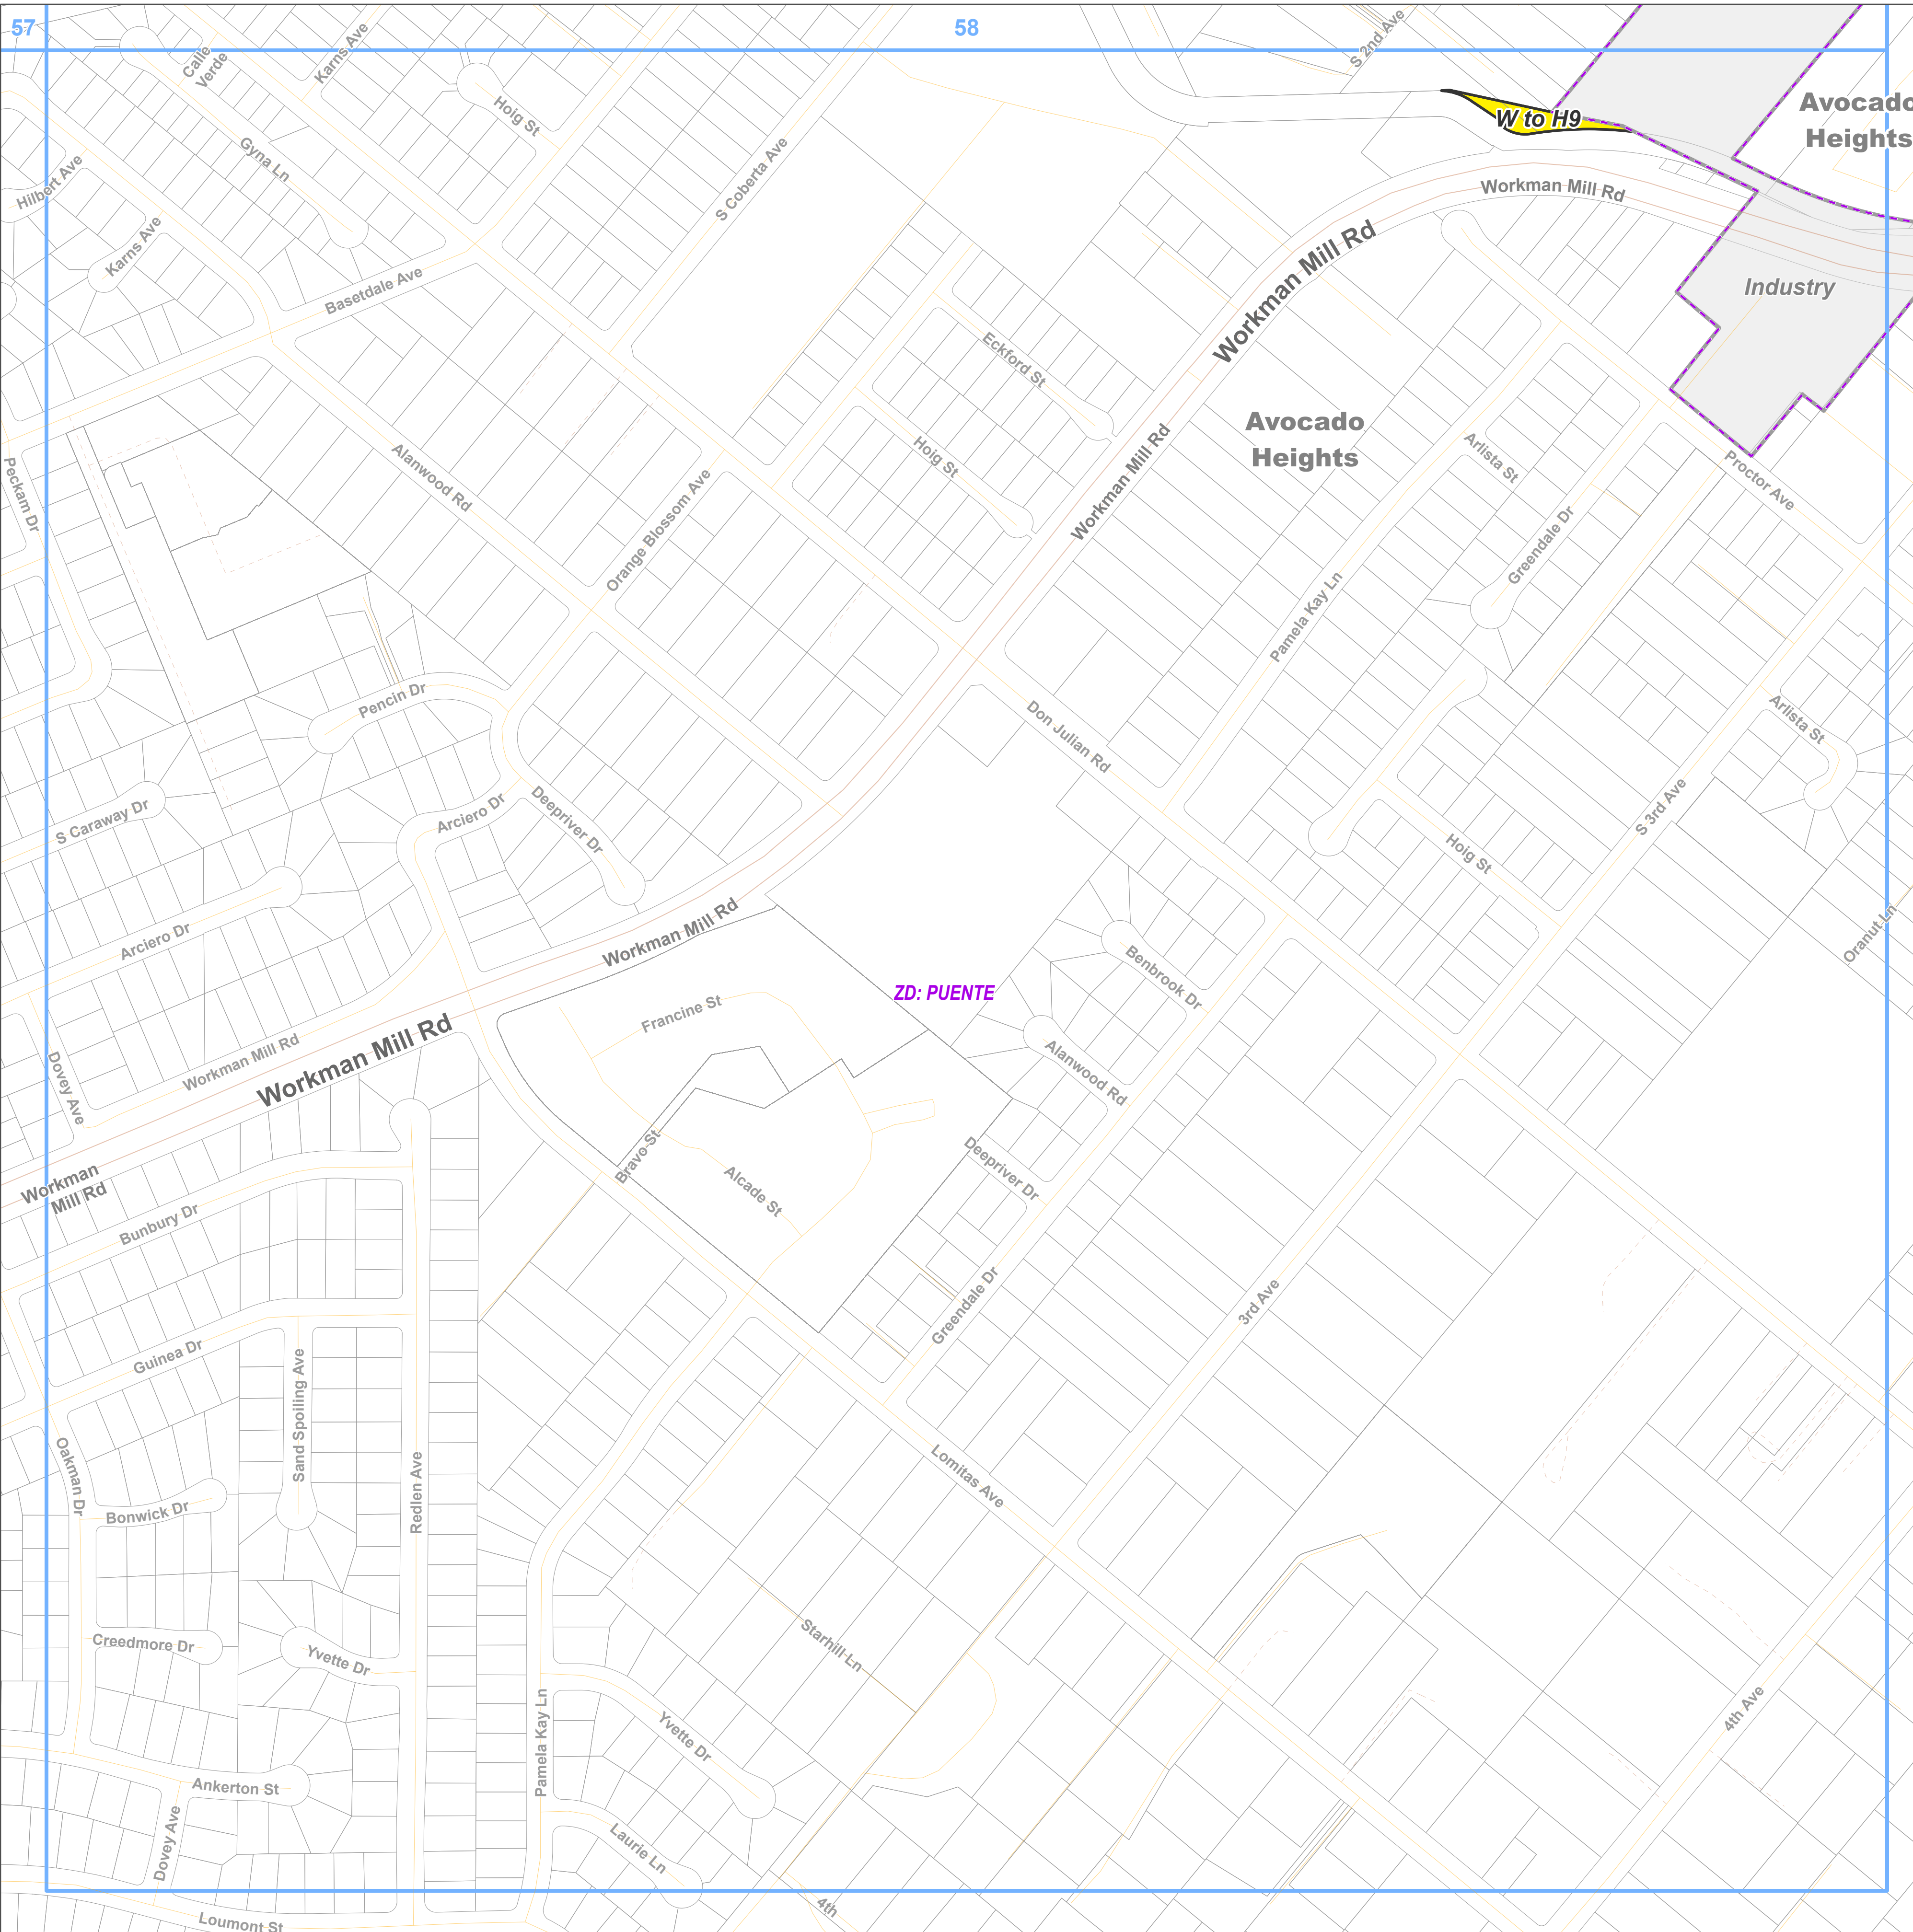 57
58
S 2nd Ave
Karns Ave
Calle
Verde
Hoig St
Avocado
Heights
W to H9
Gyna Ln
S Coberta Ave
Hilbert Ave
Workman Mill Rd
Karns Ave
Workman Mill Rd
Basetdale Ave
Industry
Eckford St
Avocado
Heights
Hoig St
Workman Mill Rd
Arlista St
Alanwood Rd
Proctor Ave
Peckam Dr
Orange Blossom Ave
Greendale Dr
Pamela Kay Ln
Pencin Dr
Don Julian Rd
Arlista St
S Caraway Dr
Arciero Dr
Deepriver Dr
S 3rd Ave
Hoig St
Arciero Dr
Workman Mill Rd
Oranut Ln
Benbrook Dr
ZD: PUENTE
Francine St
Workman Mill Rd
Workman Mill Rd
Dovey Ave
Alanwood Rd
Bravo St
Deepriver Dr
Alcade St
Workman
Mill Rd
Bunbury Dr
Greendale Dr
3rd Ave
Guinea Dr
Sand Spoiling Ave
Oakman Dr
Redlen Ave
Lomitas Ave
Bonwick Dr
Creedmore Dr
Yvette Dr
Starhill Ln
Pamela Kay Ln
Yvette Dr
4th Ave
Ankerton St
Dovey Ave
Laurie Ln
4th
Loumont St